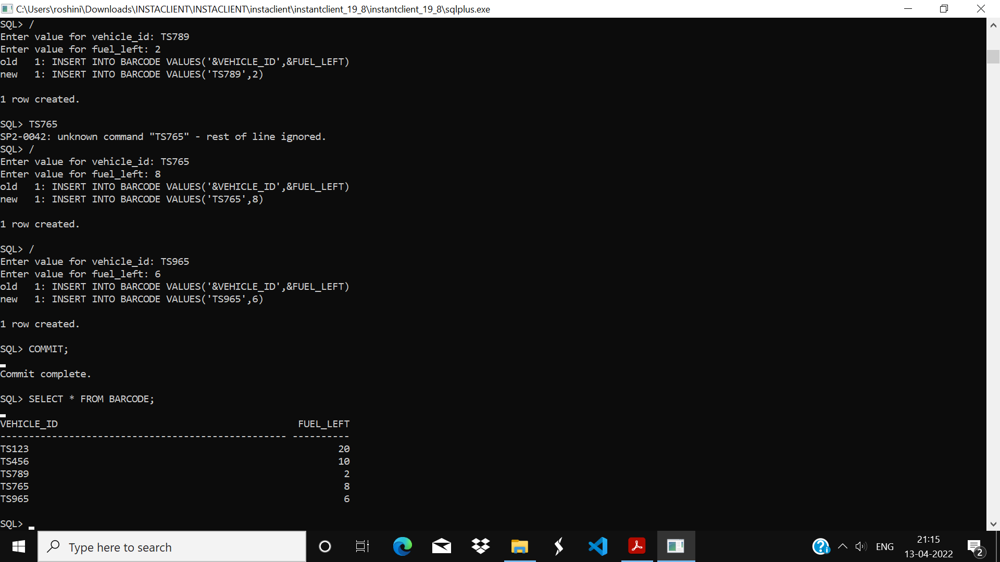 C:\Users\roshini\Downloads\INSTACLIENT\INSTACLIENT\instaclient\instantclient_19_8\instantclient_19_8\sqlplus.exe
SQL> /
Enter value for vehicle_id: TS789
Enter value for fuel_left: 2
old   1: INSERT INTO BARCODE VALUES('&VEHICLE_ID',&FUEL_LEFT)
new   1: INSERT INTO BARCODE VALUES('TS789',2)
1 row created.
SQL> TS765
SP2-0042: unknown command "TS765" - rest of line ignored.
SQL> /
Enter value for vehicle_id: TS765
Enter value for fuel_left: 8
old   1: INSERT INTO BARCODE VALUES('&VEHICLE_ID',&FUEL_LEFT)
new   1: INSERT INTO BARCODE VALUES('TS765',8)
1 row created.
SQL> /
Enter value for vehicle_id: TS965
Enter value for fuel_left: 6
old   1: INSERT INTO BARCODE VALUES('&VEHICLE_ID',&FUEL_LEFT)
new   1: INSERT INTO BARCODE VALUES('TS965',6)
1 row created.
SQL> COMMIT;
Commit complete.
SQL> SELECT * FROM BARCODE;
VEHICLE_ID                                          FUEL_LEFT
-------------------------------------------------- ----------
TS123                                                      20
TS456                                                      10
TS789                                                       2
TS765                                                       8
TS965                                                       6
SQL>
Type here to search
ENG
21:15
13-04-2022
2